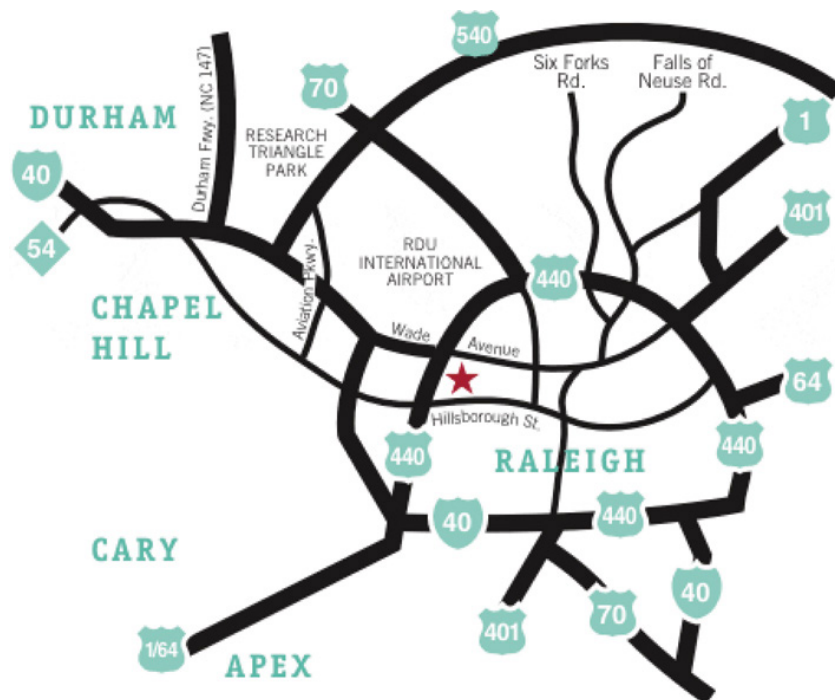 540
Six Forks
Rd.
Falls of
Neuse Rd.
70
1
DURHAM
Durham Fwy. (NC 147)
RESEARCH
TRIANGLE
PARK
40
401
54
RDU
INTERNATIONAL
AIRPORT
440
CHAPEL
HILL
Aviation Pkwy.
Wade Avenue
64
Hillsborough St.
440
RALEIGH
440
40
440
CARY
40
70
401
1/64
APEX